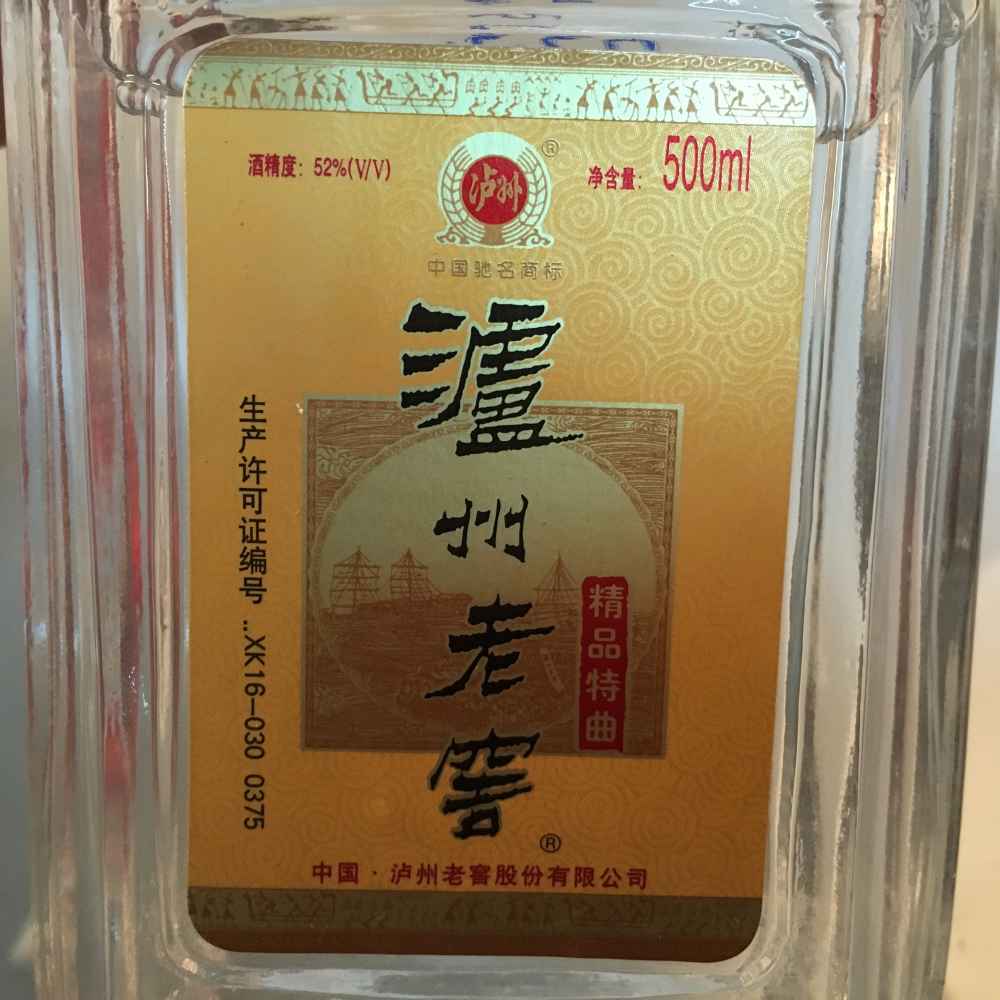 酒精度：52%(V/V)
泸州
®
净含量：500ml
中国驰名商标
瀘州老窖
®
精品特曲
生产许可证编号：XK16-030 0375
中国·泸州老窖股份有限公司